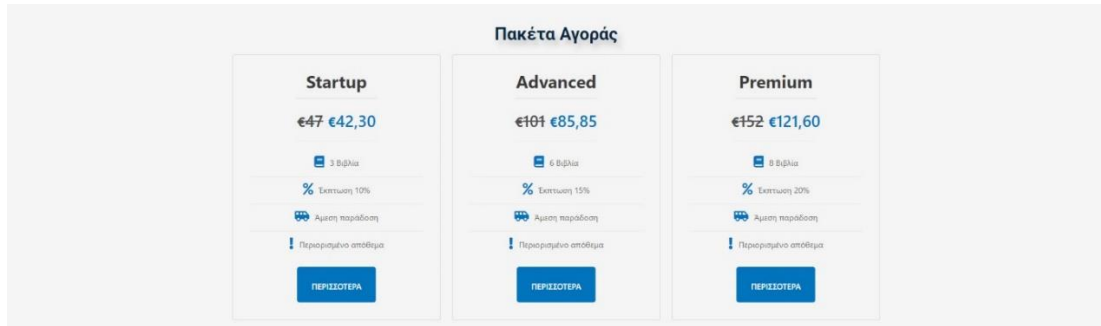 Πακέτα Αγοράς
Startup
€47 €42,30
3 Βιβλία
Έκπτωση 10%
Άμεση παράδοση
Περιορισμένο απόθεμα
ΠΕΡΙΣΣΟΤΕΡΑ
Advanced
€101 €85,85
6 Βιβλία
Έκπτωση 15%
Άμεση παράδοση
Περιορισμένο απόθεμα
ΠΕΡΙΣΣΟΤΕΡΑ
Premium
€152 €121,60
8 Βιβλία
Έκπτωση 20%
Άμεση παράδοση
Περιορισμένο απόθεμα
ΠΕΡΙΣΣΟΤΕΡΑ